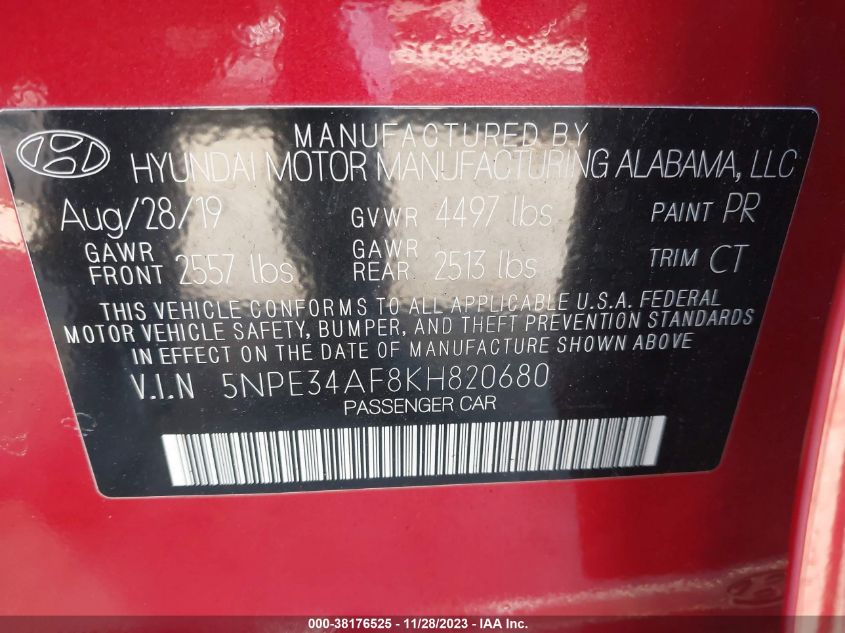 MANUFACTURED BY
HYUNDAI MOTOR MANUFACTURING ALABAMA, LLC
Aug/28/19 GVWR 4497 lbs PAINT PR
GAWR FRONT 2557 lbs GAWR REAR 2513 lbs TRIM CT
THIS VEHICLE CONFORMS TO ALL APPLICABLE U.S.A. FEDERAL
MOTOR VEHICLE SAFETY, BUMPER, AND THEFT PREVENTION STANDARDS
IN EFFECT ON THE DATE OF MANUFACTURE SHOWN ABOVE
V.I.N 5NPE34AF8KH820680
PASSENGER CAR
000-38176525 - 11/28/2023 - IAA Inc.